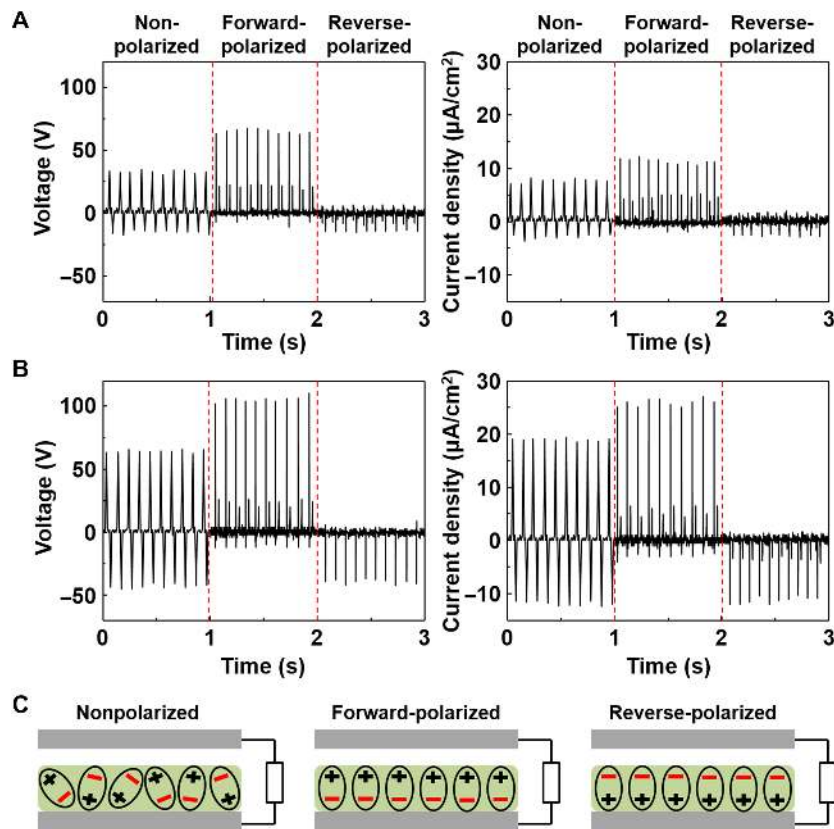 A
Non-
polarized
Forward-
polarized
Reverse-
polarized
Non-
polarized
Forward-
polarized
Reverse-
polarized
Voltage (V)
100
50
0
–50
0 1 2 3
Time (s)
Current density (µA/cm²)
30
20
10
0
–10
0 1 2 3
Time (s)
B
Voltage (V)
100
50
0
–50
0 1 2 3
Time (s)
Current density (µA/cm²)
30
20
10
0
–10
0 1 2 3
Time (s)
C
Nonpolarized
Forward-polarized
Reverse-polarized